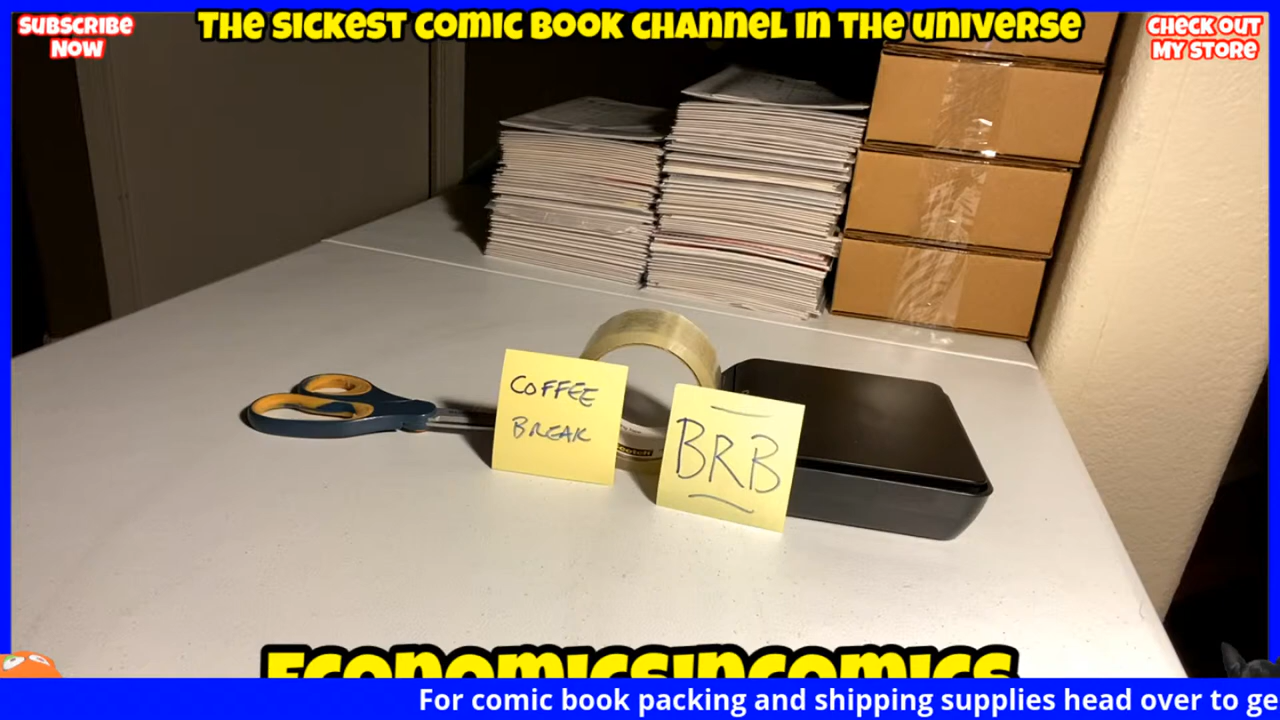 SUBSCRIBE
NOW
THE SICKEST COMIC BOOK CHANNEL IN THE UNIVERSE
CHECK OUT
MY STORE
COFFEE
BREAK
BRB
EconomicsInComics
For comic book packing and shipping supplies head over to ge